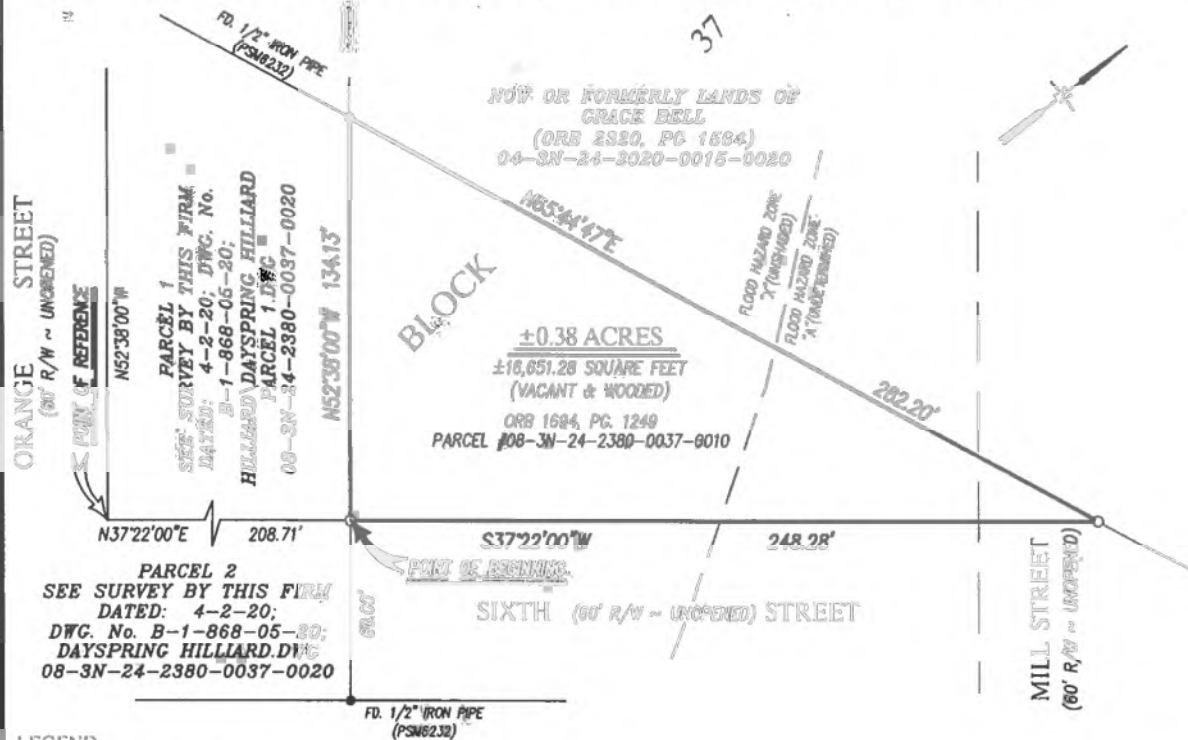 37
FD. 1/2" IRON PIPE
(PSM6232)
NOW OR FORMERLY LANDS OF
GRACE BELL
(ORB 2320, PG 1584)
04-3N-24-2020-0015-0020
ORANGE STREET
(60' R/W ~ UNOPENED)
POINT OF REFERENCE
N52°38'00"W
PARCEL 1
SEE SURVEY BY THIS FIRM
DATED: 4-2-20; DWG. No.
B-1-868-05-20;
HILLIARD\DAYSPRING HILLIARD
PARCEL 1.DWG
08-3N-24-2380-0037-0020
N52°38'00"W 134.13'
BLOCK
N65°44'47"E
282.20'
FLOOD HAZARD ZONE
"X" (UNSHADED)
FLOOD HAZARD ZONE
"A" (UNDETERMINED)
±0.38 ACRES
±16,651.28 SQUARE FEET
(VACANT & WOODED)
ORB 1694, PG. 1249
PARCEL #08-3N-24-2380-0037-0010
N37°22'00"E 208.71'
S37°22'00"W 248.28'
POINT OF BEGINNING
PARCEL 2
SEE SURVEY BY THIS FIRM
DATED: 4-2-20;
DWG. No. B-1-868-05-20;
DAYSPRING HILLIARD.DWG
08-3N-24-2380-0037-0020
60.00'
SIXTH (60' R/W ~ UNOPENED) STREET
MILL STREET
(60' R/W ~ UNOPENED)
FD. 1/2" IRON PIPE
(PSM6232)
LEGEND